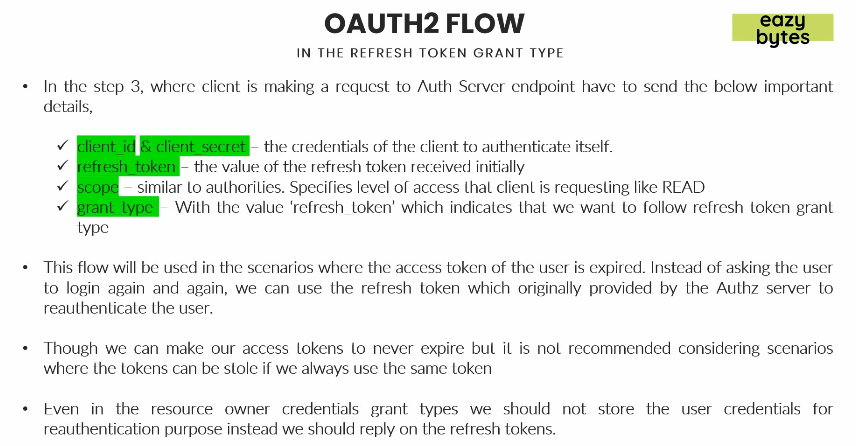 OAUTH2 FLOW
eazy
bytes
IN THE REFRESH TOKEN GRANT TYPE
• In the step 3, where client is making a request to Auth Server endpoint have to send the below important
details,
✓ client_id & client_secret – the credentials of the client to authenticate itself.
✓ refresh_token – the value of the refresh token received initially
✓ scope – similar to authorities. Specifies level of access that client is requesting like READ
✓ grant_type – With the value ‘refresh_token’ which indicates that we want to follow refresh token grant
type
• This flow will be used in the scenarios where the access token of the user is expired. Instead of asking the user
to login again and again, we can use the refresh token which originally provided by the Authz server to
reauthenticate the user.
• Though we can make our access tokens to never expire but it is not recommended considering scenarios
where the tokens can be stole if we always use the same token
• Even in the resource owner credentials grant types we should not store the user credentials for
reauthentication purpose instead we should reply on the refresh tokens.